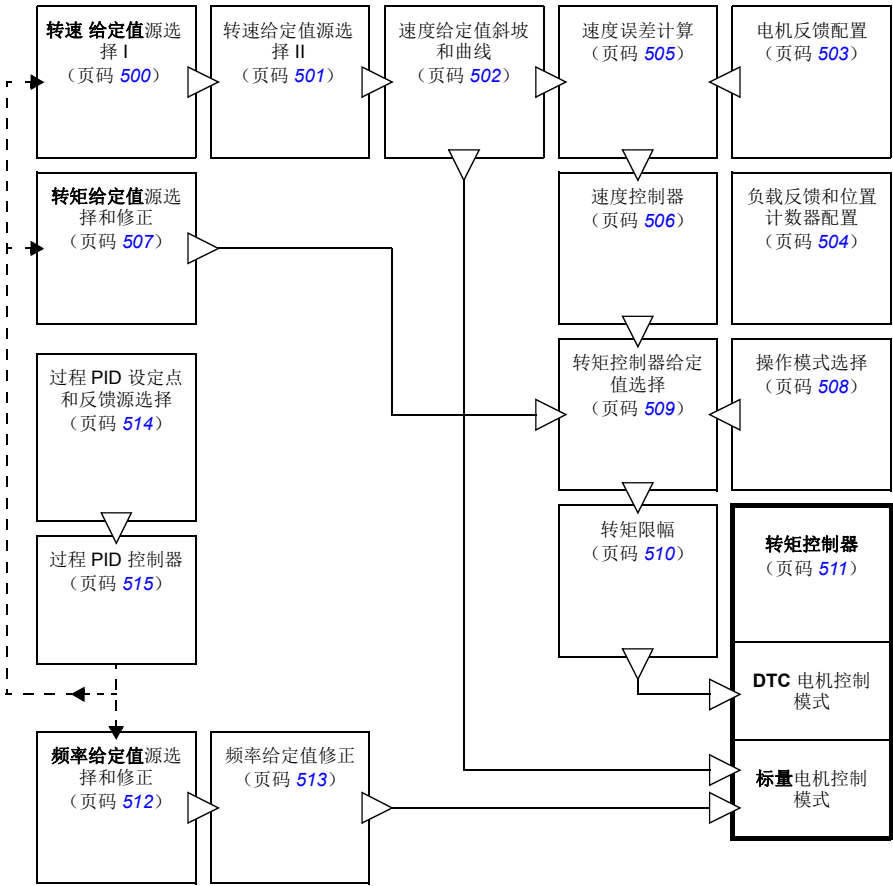 转速 给定值源选
择 I
（页码 500）
转速给定值源选
择 II
（页码 501）
速度给定值斜坡
和曲线
（页码 502）
速度误差计算
（页码 505）
电机反馈配置
（页码 503）
转矩给定值源选
择和修正
（页码 507）
速度控制器
（页码 506）
负载反馈和位置
计数器配置
（页码 504）
过程 PID 设定点
和反馈源选择
（页码 514）
转矩控制器给定
值选择
（页码 509）
操作模式选择
（页码 508）
过程 PID 控制器
（页码 515）
转矩限幅
（页码 510）
转矩控制器
（页码 511）
DTC 电机控制
模式
频率给定值源选
择和修正
（页码 512）
频率给定值修正
（页码 513）
标量电机控制
模式